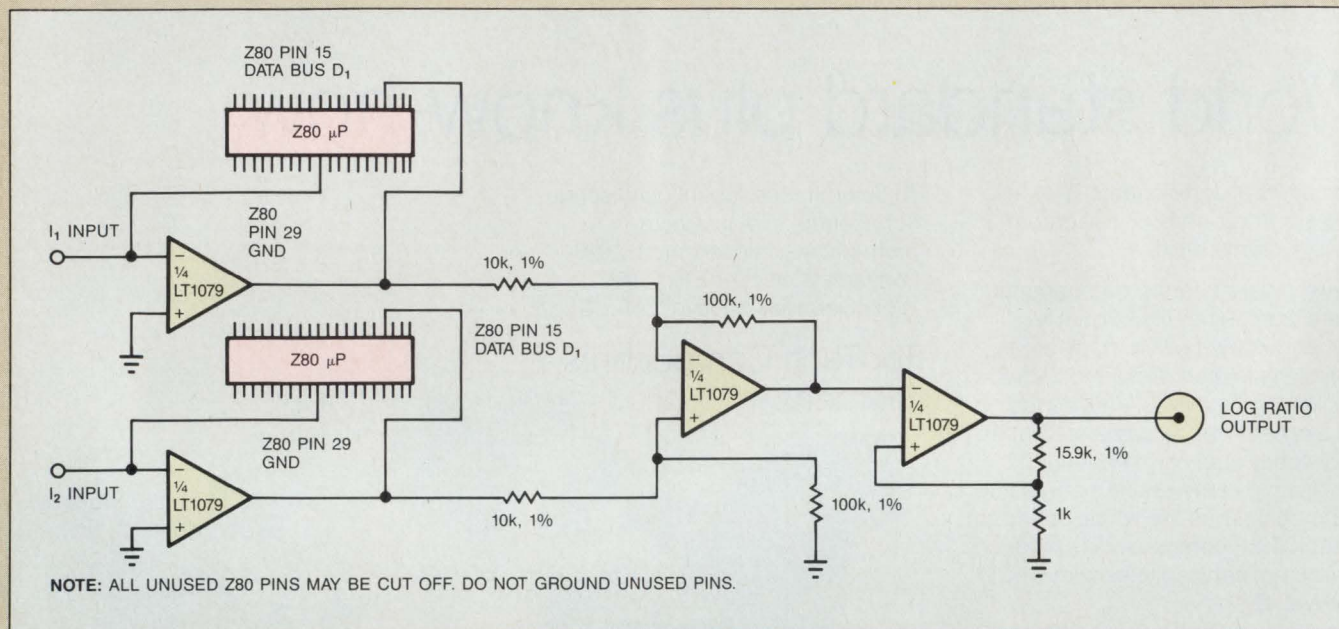 Z80 PIN 15
DATA BUS D₁
Z80 µP
I₁ INPUT
Z80
PIN 29
GND
–
¼
LT1079
+
10k, 1%
100k, 1%
Z80 PIN 15
DATA BUS D₁
Z80 µP
–
¼
LT1079
+
–
¼
LT1079
+
LOG RATIO
OUTPUT
15.9k, 1%
1k
Z80 PIN 29
GND
I₂ INPUT
–
¼
LT1079
+
10k, 1%
100k, 1%
NOTE: ALL UNUSED Z80 PINS MAY BE CUT OFF. DO NOT GROUND UNUSED PINS.